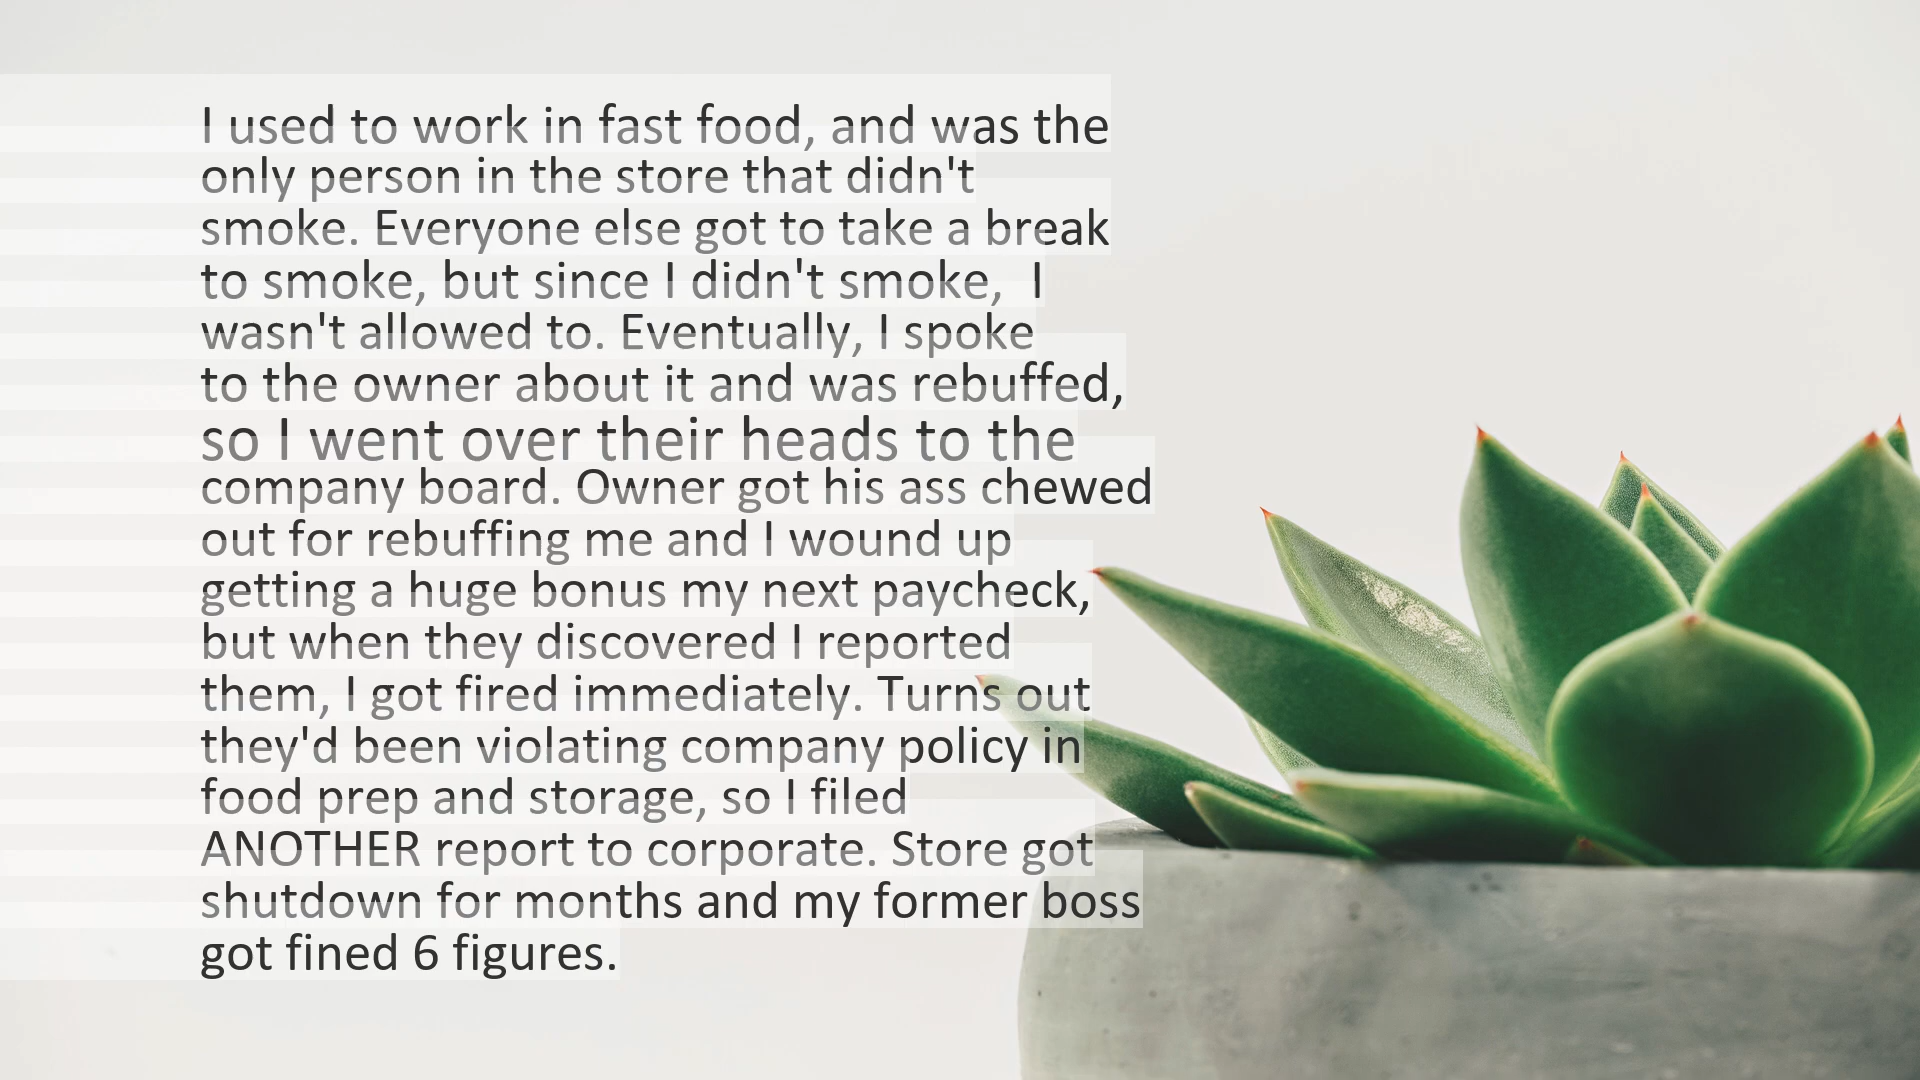 I used to work in fast food, and was the
only person in the store that didn't
smoke. Everyone else got to take a break
to smoke, but since I didn't smoke,  I
wasn't allowed to. Eventually, I spoke
to the owner about it and was rebuffed,
so I went over their heads to the
company board. Owner got his ass chewed
out for rebuffing me and I wound up
getting a huge bonus my next paycheck,
but when they discovered I reported
them, I got fired immediately. Turns out
they'd been violating company policy in
food prep and storage, so I filed
ANOTHER report to corporate. Store got
shutdown for months and my former boss
got fined 6 figures.